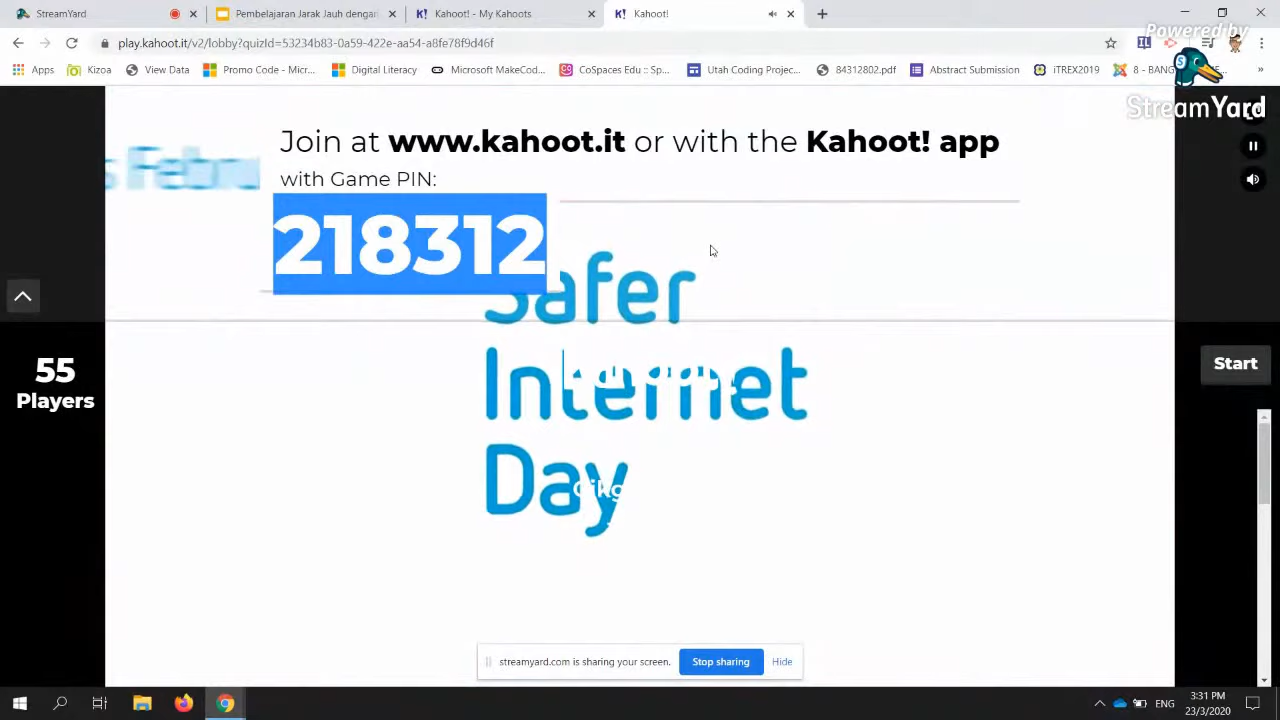 StreamYard
Pembelajaran Jarak Jauh dengan
Kahoot! - My Kahoots
Kahoot!
play.kahoot.it/v2/lobby?quizId=53234b83-0a59-422e-aa54-a8fe78f9d
Powered by
StreamYard
Apps
Kizoa
View Data
Promo Code - Micr...
Digital Literacy
Microsoft MakeCod...
CoSpaces Edu :: Sp...
Utah Coding Projec...
84312802.pdf
Abstract Submission
iTREX2019
8 - BANG
Join at www.kahoot.it or with the Kahoot! app
with Game PIN:
218312
Safer
Internet
Day
55
Players
Start
streamyard.com is sharing your screen.
Stop sharing
Hide
ENG
3:31 PM
23/3/2020